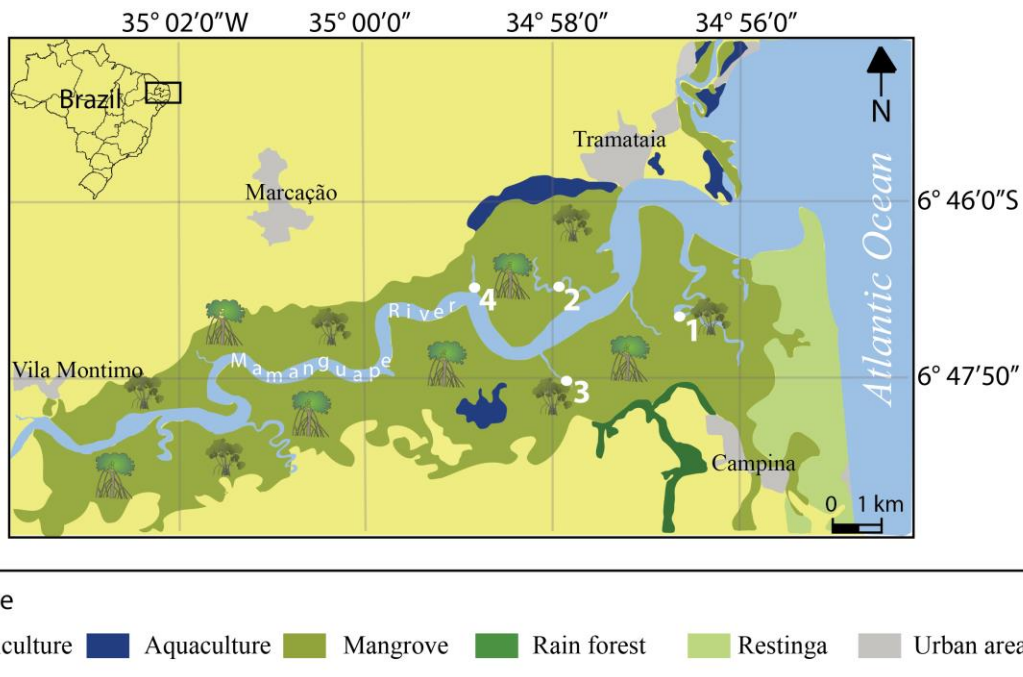 35° 02'0"W 35° 00'0" 34° 58'0" 34° 56'0"
Brazil
N
Tramataia
Marcação
6° 46'0"S
Atlantic Ocean
4
2
River
1
Mamanguape
Vila Montimo
6° 47'50"
3
Campina
0 1 km
e
culture Aquaculture Mangrove Rain forest Restinga Urban area